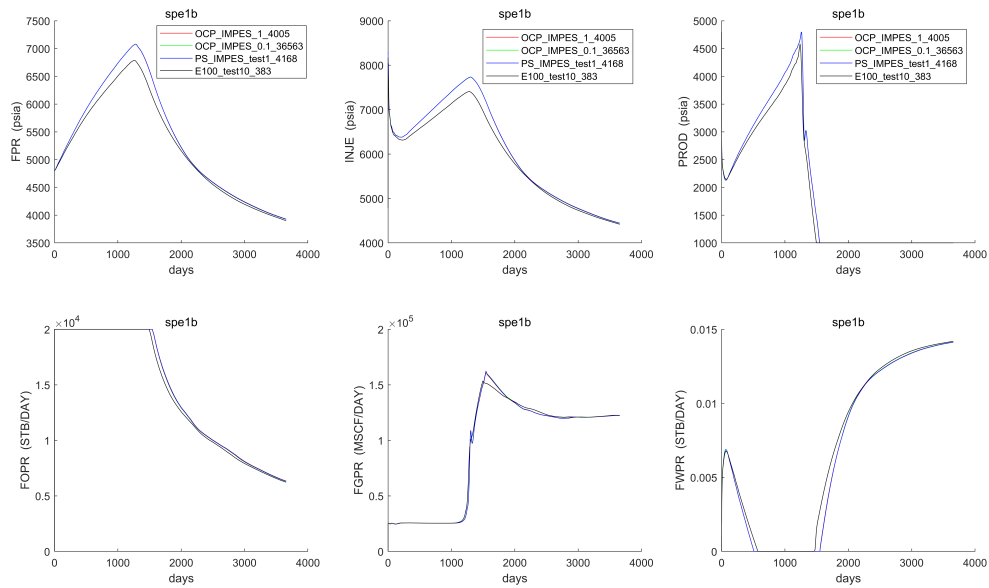 spe1b
7500
7000
6500
6000
5500
5000
4500
4000
3500
FPR (psia)
0
1000
2000
3000
4000
days
OCP_IMPES_1_4005
OCP_IMPES_0.1_36563
PS_IMPES_test1_4168
E100_test10_383
spe1b
9000
8000
7000
6000
5000
4000
INJE (psia)
0
1000
2000
3000
4000
days
OCP_IMPES_1_4005
OCP_IMPES_0.1_36563
PS_IMPES_test1_4168
E100_test10_383
spe1b
5000
4500
4000
3500
3000
2500
2000
1500
1000
PROD (psia)
0
1000
2000
3000
4000
days
OCP_IMPES_1_4005
OCP_IMPES_0.1_36563
PS_IMPES_test1_4168
E100_test10_383
spe1b
×10^4
2
1.5
1
0.5
0
FOPR (STB/DAY)
0
1000
2000
3000
4000
days
spe1b
×10^5
2
1.5
1
0.5
0
FGPR (MSCF/DAY)
0
1000
2000
3000
4000
days
spe1b
0.015
0.01
0.005
0
FWPR (STB/DAY)
0
1000
2000
3000
4000
days